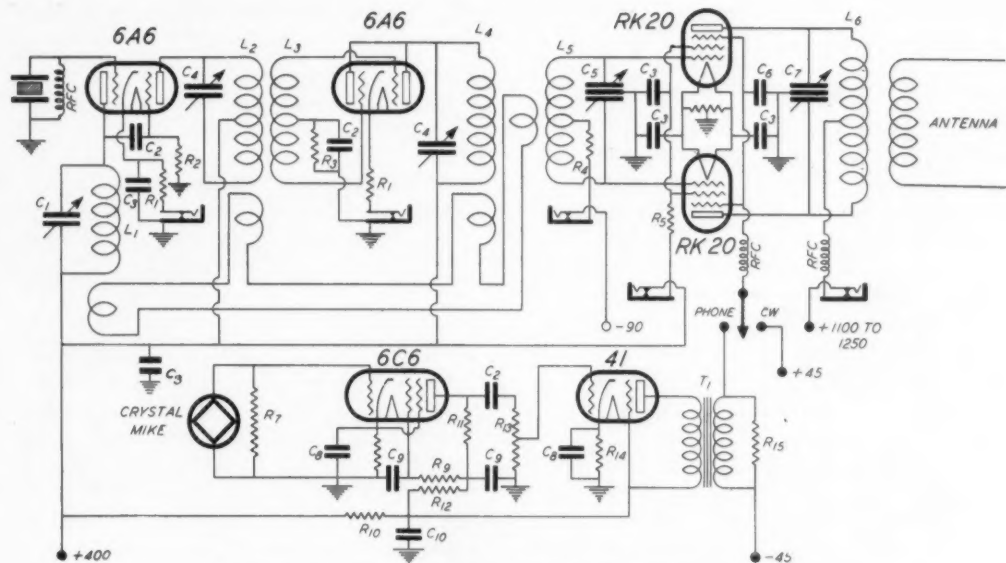 6A6
6A6
RK20
L2
L3
L4
L5
L6
RFC
C4
C5
C3
C6
C7
ANTENNA
C2
R2
C2
R3
C4
C3
C3
R4
C3
R1
R1
C1
L1
R5
RK20
RFC
RFC
PHONE
CW
-90
+1100 TO
1250
+45
C3
6C6
41
T1
CRYSTAL
MIKE
R7
C2
R11
R13
R15
C8
C9
R9
C9
C8
R14
R12
R10
C10
+400
-45